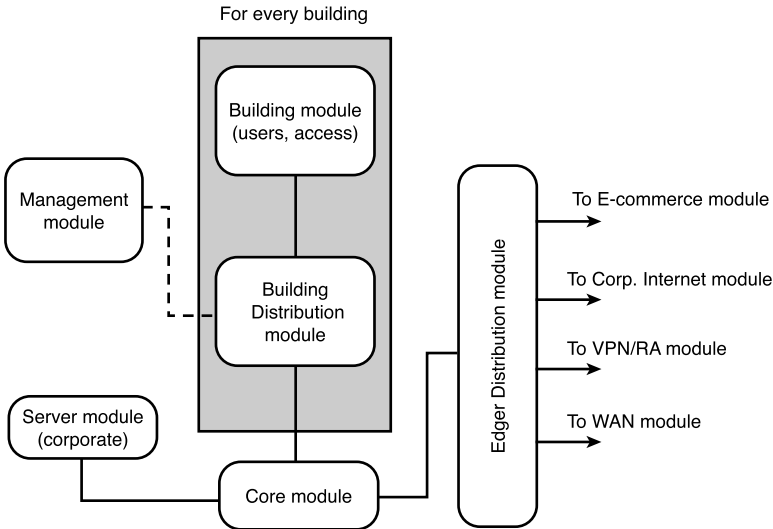 For every building
Building module
(users, access)
Management
module
Building
Distribution
module
Server module
(corporate)
Core module
Edger Distribution module
To E-commerce module
To Corp. Internet module
To VPN/RA module
To WAN module